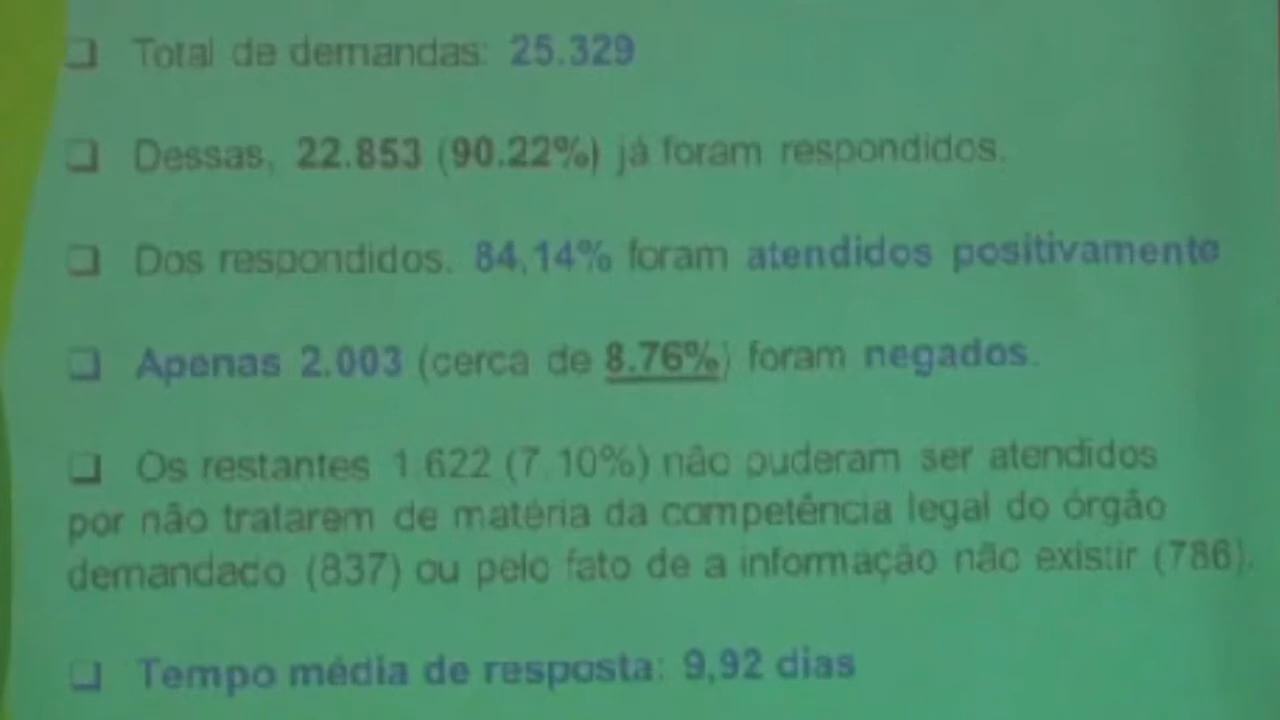 ❑ Total de demandas: 25.329
❑ Dessas, 22.853 (90.22%) já foram respondidos.
❑ Dos respondidos, 84,14% foram atendidos positivamente
❑ Apenas 2.003 (cerca de 8.76%) foram negados.
❑ Os restantes 1.622 (7,10%) não puderam ser atendidos
por não tratarem de matéria da competência legal do órgão
demandado (837) ou pelo fato de a informação não existir (786).
❑ Tempo média de resposta: 9,92 dias